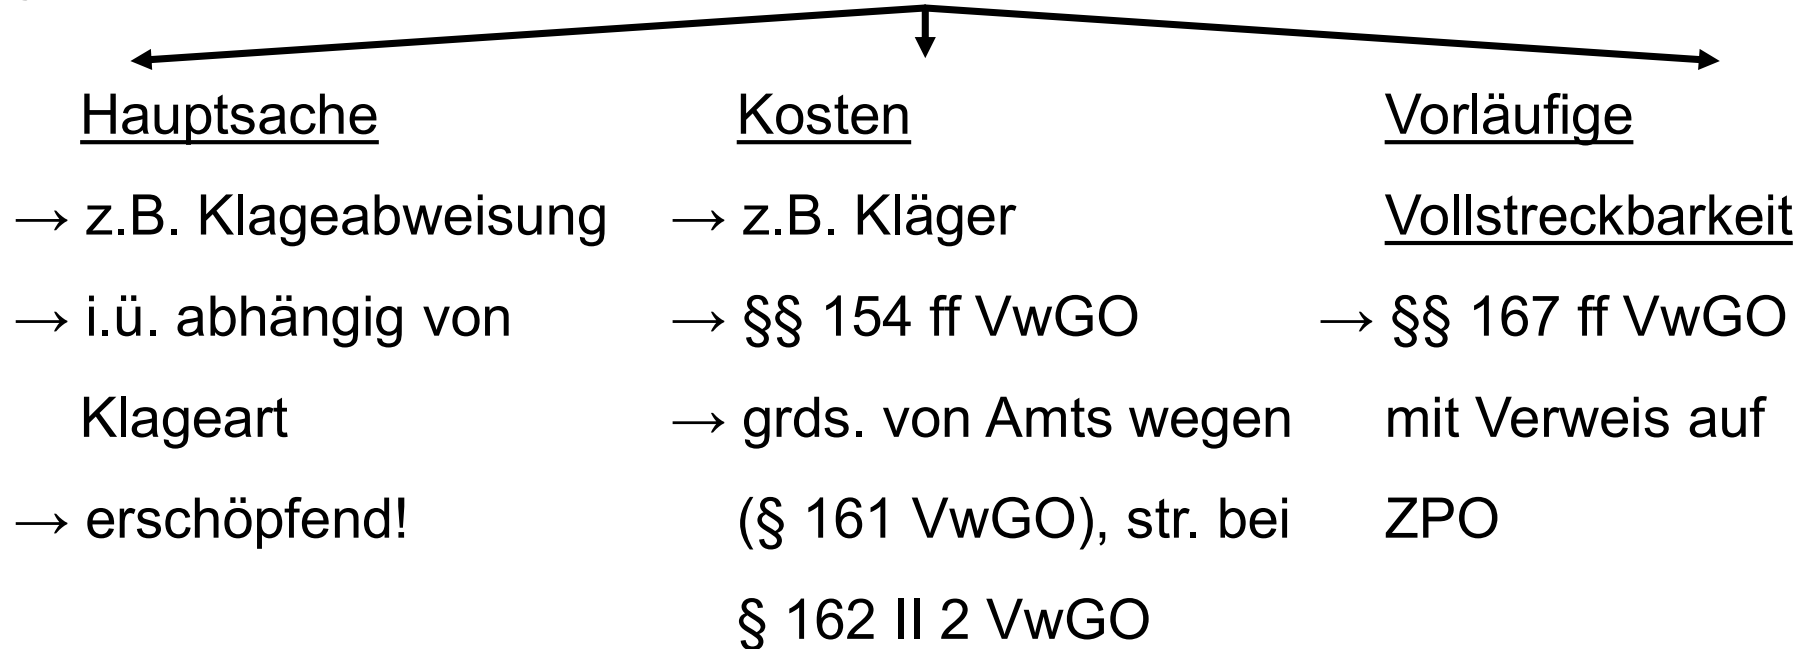 Hauptsache
→ z.B. Klageabweisung
→ i.ü. abhängig von
Klageart
→ erschöpfend!
Kosten
→ z.B. Kläger
→ §§ 154 ff VwGO
→ grds. von Amts wegen
(§ 161 VwGO), str. bei
§ 162 II 2 VwGO
Vorläufige
Vollstreckbarkeit
→ §§ 167 ff VwGO
mit Verweis auf
ZPO